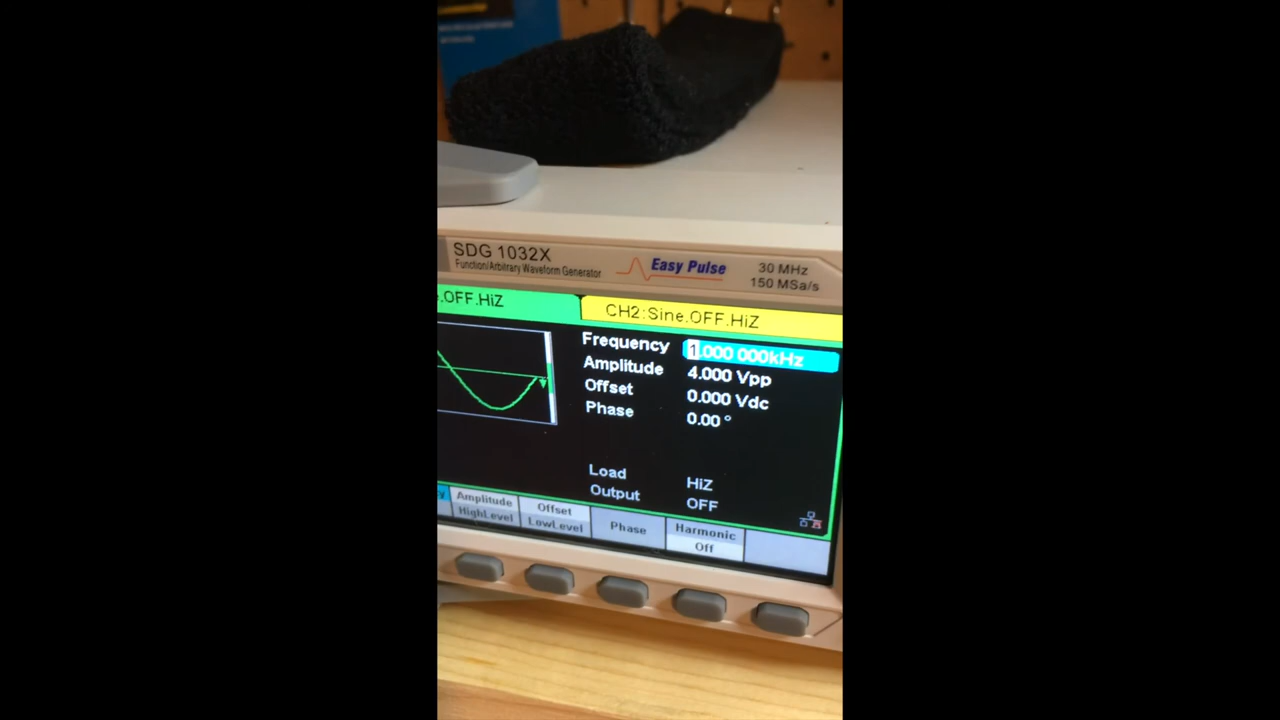 SDG 1032X
Function/Arbitrary Waveform Generator
Easy Pulse
30 MHz
150 MSa/s
.OFF.HiZ
CH2:Sine.OFF.HiZ
Frequency 1.000 000kHz
Amplitude 4.000 Vpp
Offset 0.000 Vdc
Phase 0.00 °
Load HiZ
Output OFF
Amplitude
HighLevel
Offset
LowLevel
Phase
Harmonic
Off